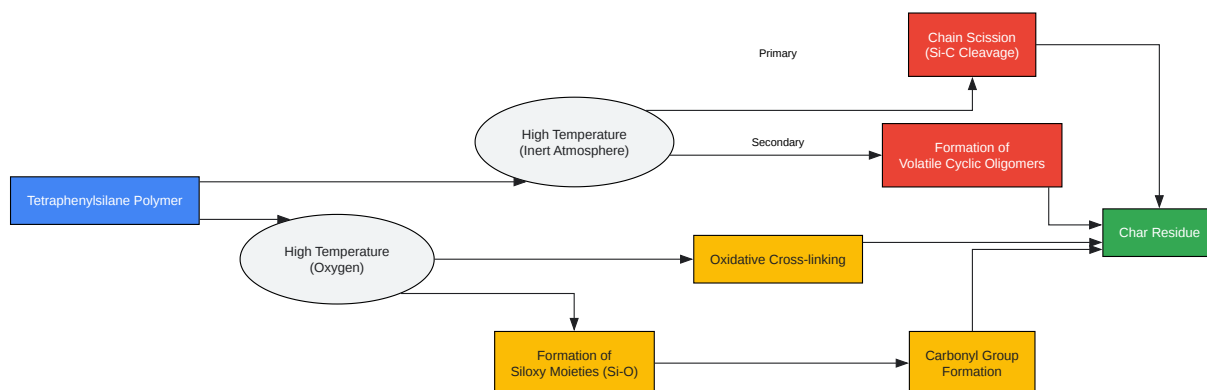 Chain Scission
(Si-C Cleavage)
Primary
High Temperature
(Inert Atmosphere)
Secondary
Formation of
Volatile Cyclic Oligomers
Tetraphenylsilane Polymer
Char Residue
High Temperature
(Oxygen)
Oxidative Cross-linking
Formation of
Siloxy Moieties (Si-O)
Carbonyl Group
Formation